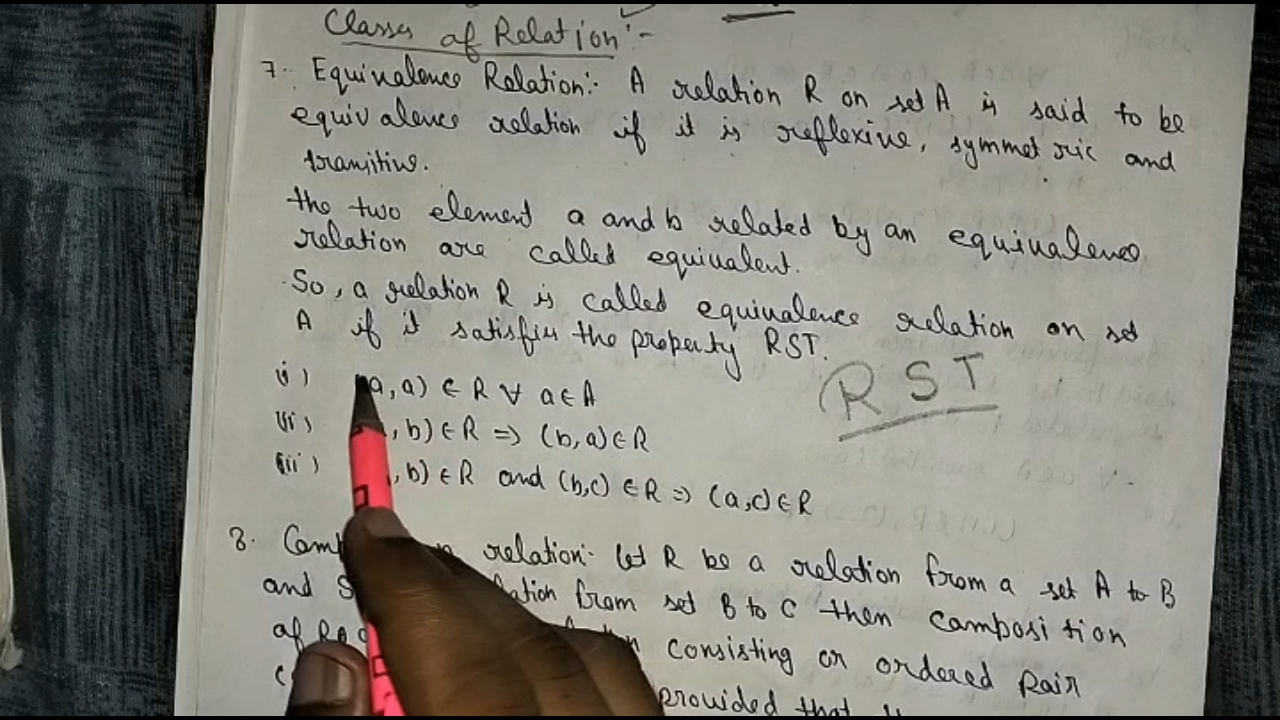 Classes of Relation:-
7. Equivalence Relation:- A relation R on set A is said to be
equivalence relation if it is reflexive, symmetric and
transitive.
the two element a and b related by an equivalence
relation are called equivalent.
So, a relation R is called equivalence relation on set
A if it satisfies the property RST.
RST
i) a, a) ∈ R ∀ a ∈ A
(ii) , b) ∈ R => (b, a) ∈ R
(iii) , b) ∈ R and (b,c) ∈ R => (a,c) ∈ R
8. relation:- let R be a relation from a set A to B
and S from set B to C then composition
of consisting or ordered pair
provided that